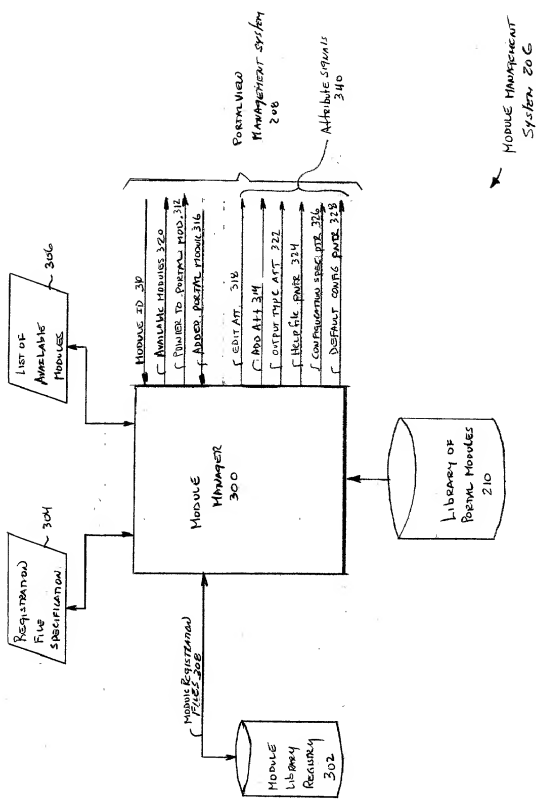 REGISTRATION
FILE
SPECIFICATION
304
LIST OF
AVAILABLE
MODULES
306
MODULE
LIBRARY
REGISTRY
302
MODULE REGISTRATION
FILES 308
MODULE
MANAGER
300
LIBRARY OF
PORTAL MODULES
210
MODULE ID 310
AVAILABLE MODULES 320
POINTER TO PORTAL MOD. 312
ADDED PORTAL MODULE 316
EDIT ATT. 318
ADD ATT 314
OUTPUT TYPE ATT 322
HELP FILE PNTR 324
CONFIGURATION SPEC. PTR 326
DEFAULT CONFIG PNTR 328
PORTAL VIEW
MANAGEMENT SYSTEM
208
Attribute Signals
340
MODULE MANAGEMENT
SYSTEM 206